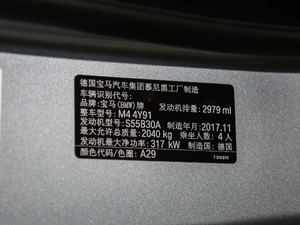 德国宝马汽车集团慕尼黑工厂制造
车辆识别代号:
品牌: 宝马(BMW)牌 发动机排量: 2979 ml
整车: M4 4Y91
发动机型号: S55B30A 制造年月: 2017.11
最大允许总质量: 2040 kg 乘坐人数: 4人
发动机最大净功率: 317 kW 制造国: 德国
颜色代码/色圈: A29
7 310 870